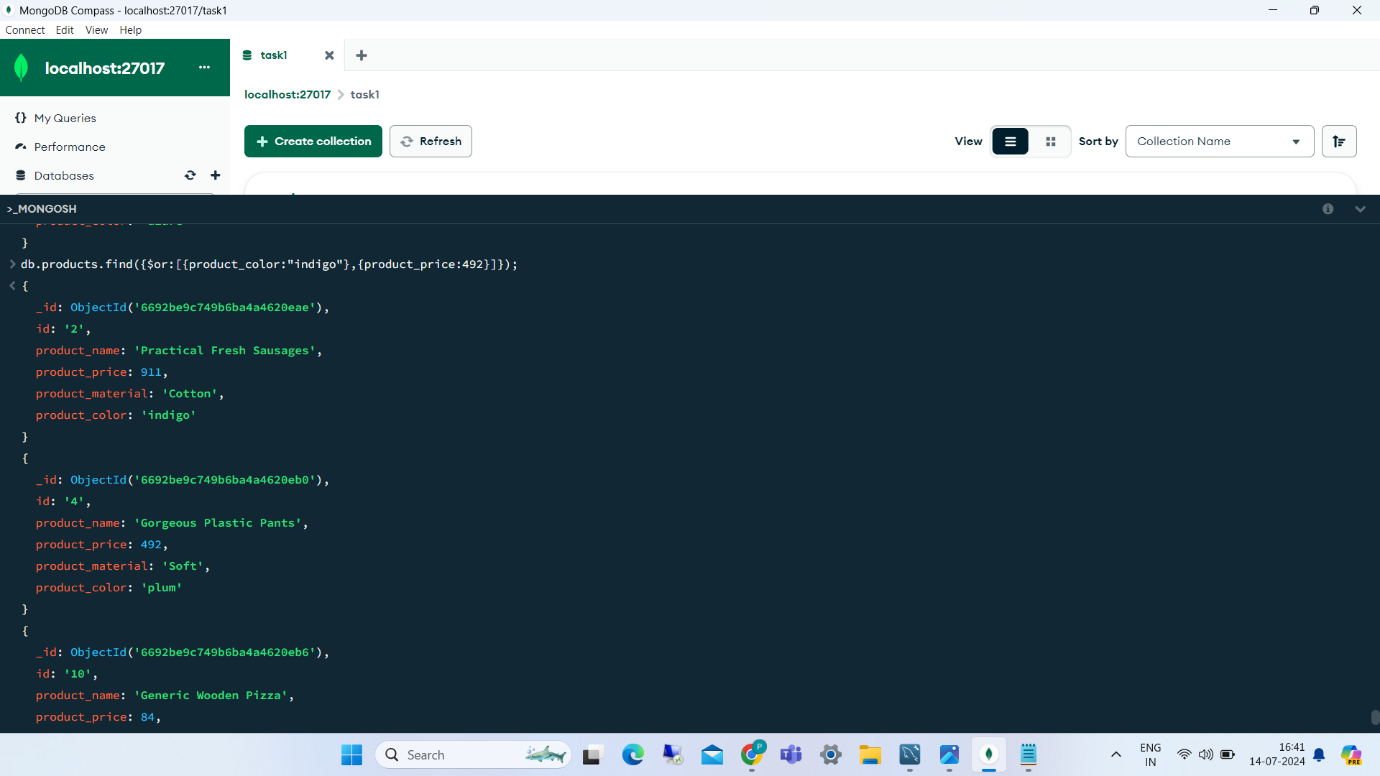 MongoDB Compass - localhost:27017/task1
Connect Edit View Help
localhost:27017 ...
task1
localhost:27017 > task1
My Queries
Performance
Databases
Create collection
Refresh
View
Sort by
Collection Name
>_MONGOSH
}
> db.products.find({$or:[{product_color:"indigo"},{product_price:492}]});
< {
_id: ObjectId('6692be9c749b6ba4a4620eae'),
id: '2',
product_name: 'Practical Fresh Sausages',
product_price: 911,
product_material: 'Cotton',
product_color: 'indigo'
}
{
_id: ObjectId('6692be9c749b6ba4a4620eb0'),
id: '4',
product_name: 'Gorgeous Plastic Pants',
product_price: 492,
product_material: 'Soft',
product_color: 'plum'
}
{
_id: ObjectId('6692be9c749b6ba4a4620eb6'),
id: '10',
product_name: 'Generic Wooden Pizza',
product_price: 84,
Search
P
ENG
IN
16:41
14-07-2024
PRE